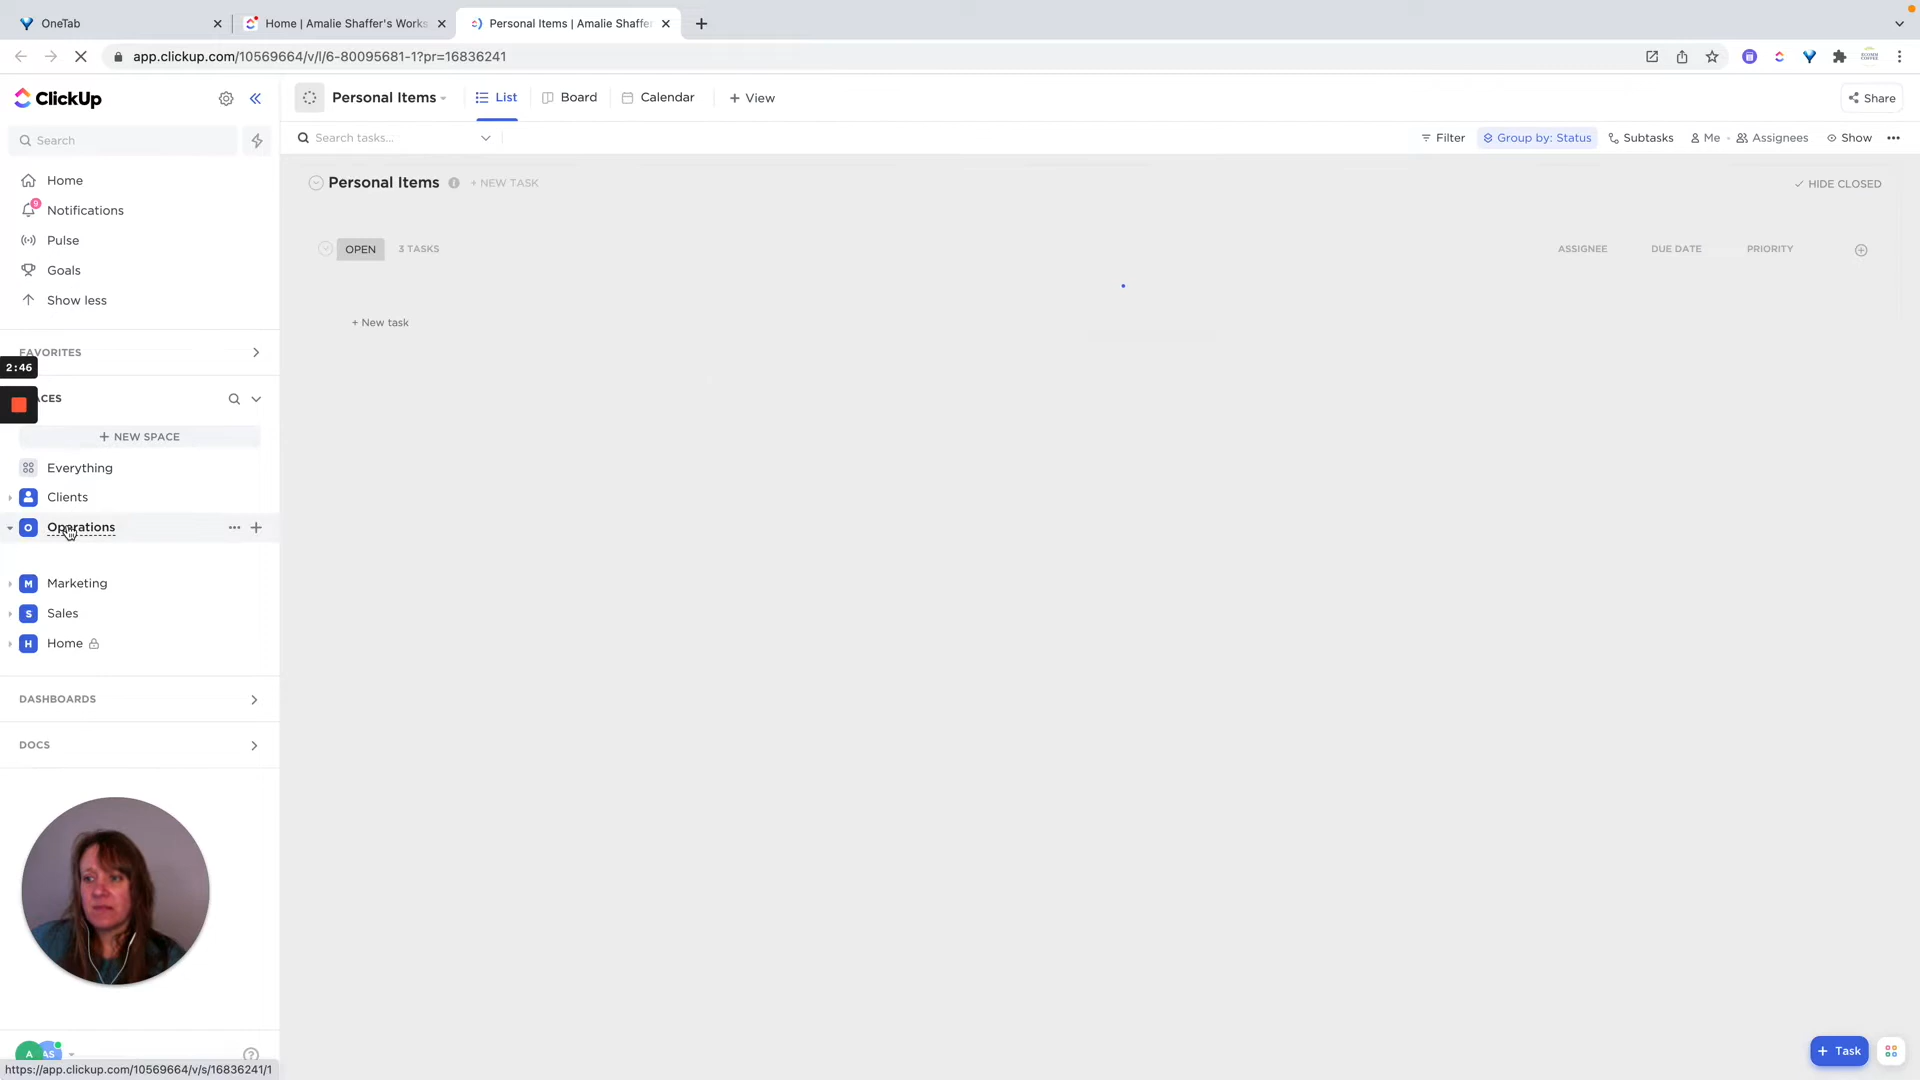 OneTab
Home | Amalie Shaffer's Works
Personal Items | Amalie Shaffer
app.clickup.com/10569664/v/l/6-80095681-1?pr=16836241
ClickUp
Personal Items
List
Board
Calendar
+ View
Share
Search
Search tasks...
Filter
Group by: Status
Subtasks
Me
Assignees
Show
Home
9
Notifications
Pulse
Goals
Show less
Personal Items
+ NEW TASK
HIDE CLOSED
OPEN
3 TASKS
ASSIGNEE
DUE DATE
PRIORITY
+ New task
FAVORITES
2:46
ACES
+ NEW SPACE
Everything
Clients
O Operations
M Marketing
S Sales
H Home
DASHBOARDS
DOCS
A AS
+ Task
https://app.clickup.com/10569664/v/s/16836241/1